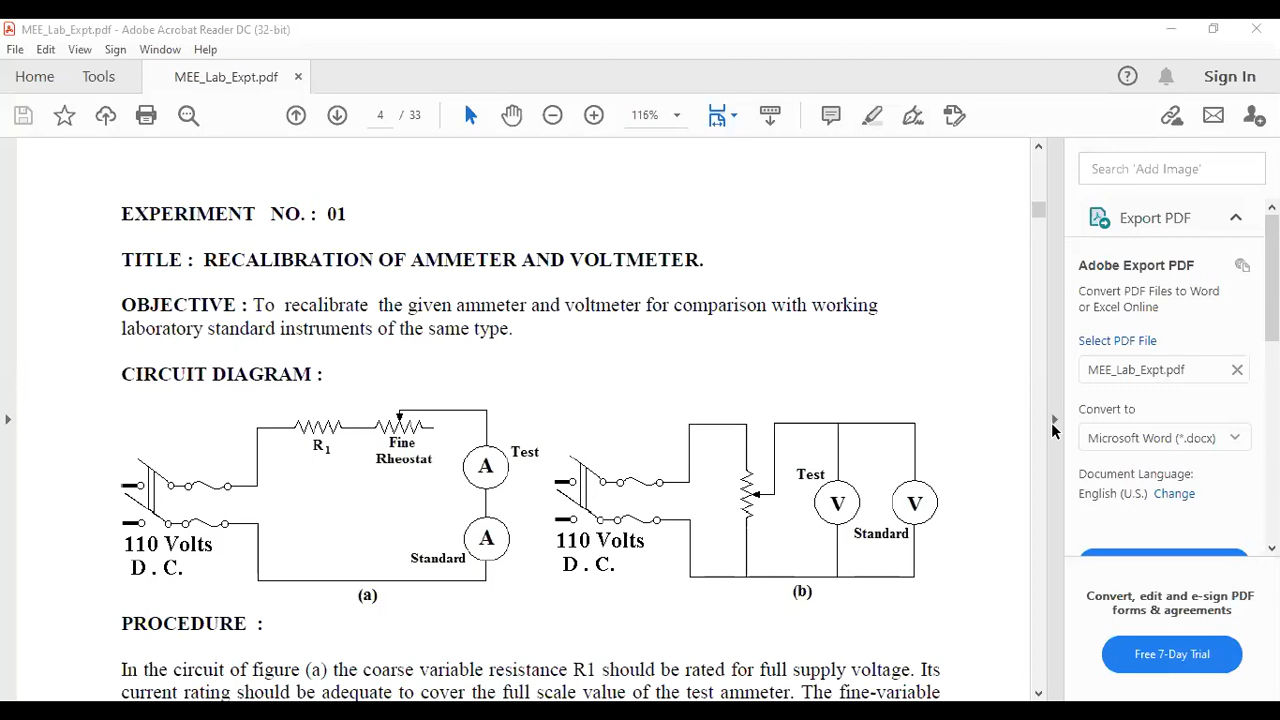 MEE_Lab_Expt.pdf - Adobe Acrobat Reader DC (32-bit)
File Edit View Sign Window Help
Home Tools MEE_Lab_Expt.pdf × Sign In
4 / 33 116%
EXPERIMENT NO. : 01
TITLE : RECALIBRATION OF AMMETER AND VOLTMETER.
OBJECTIVE : To recalibrate the given ammeter and voltmeter for comparison with working
laboratory standard instruments of the same type.
CIRCUIT DIAGRAM :
R1
Fine
Rheostat
A
Test
A
Standard
110 Volts
D . C.
(a)
Test
V
V
Standard
110 Volts
D . C.
(b)
PROCEDURE :
In the circuit of figure (a) the coarse variable resistance R1 should be rated for full supply voltage. Its
current rating should be adequate to cover the full scale value of the test ammeter. The fine-variable
Search 'Add Image'
Export PDF
Adobe Export PDF
Convert PDF Files to Word
or Excel Online
Select PDF File
MEE_Lab_Expt.pdf
Convert to
Microsoft Word (*.docx)
Document Language:
English (U.S.) Change
Convert, edit and e-sign PDF
forms & agreements
Free 7-Day Trial